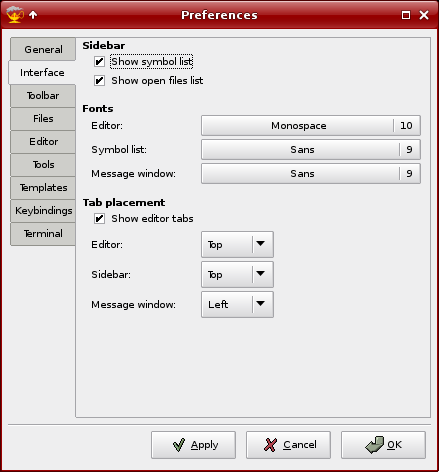 Preferences
General
Interface
Toolbar
Files
Editor
Tools
Templates
Keybindings
Terminal
Sidebar
Show symbol list
Show open files list
Fonts
Editor: Monospace 10
Symbol list: Sans 9
Message window: Sans 9
Tab placement
Show editor tabs
Editor: Top
Sidebar: Top
Message window: Left
Apply Cancel OK